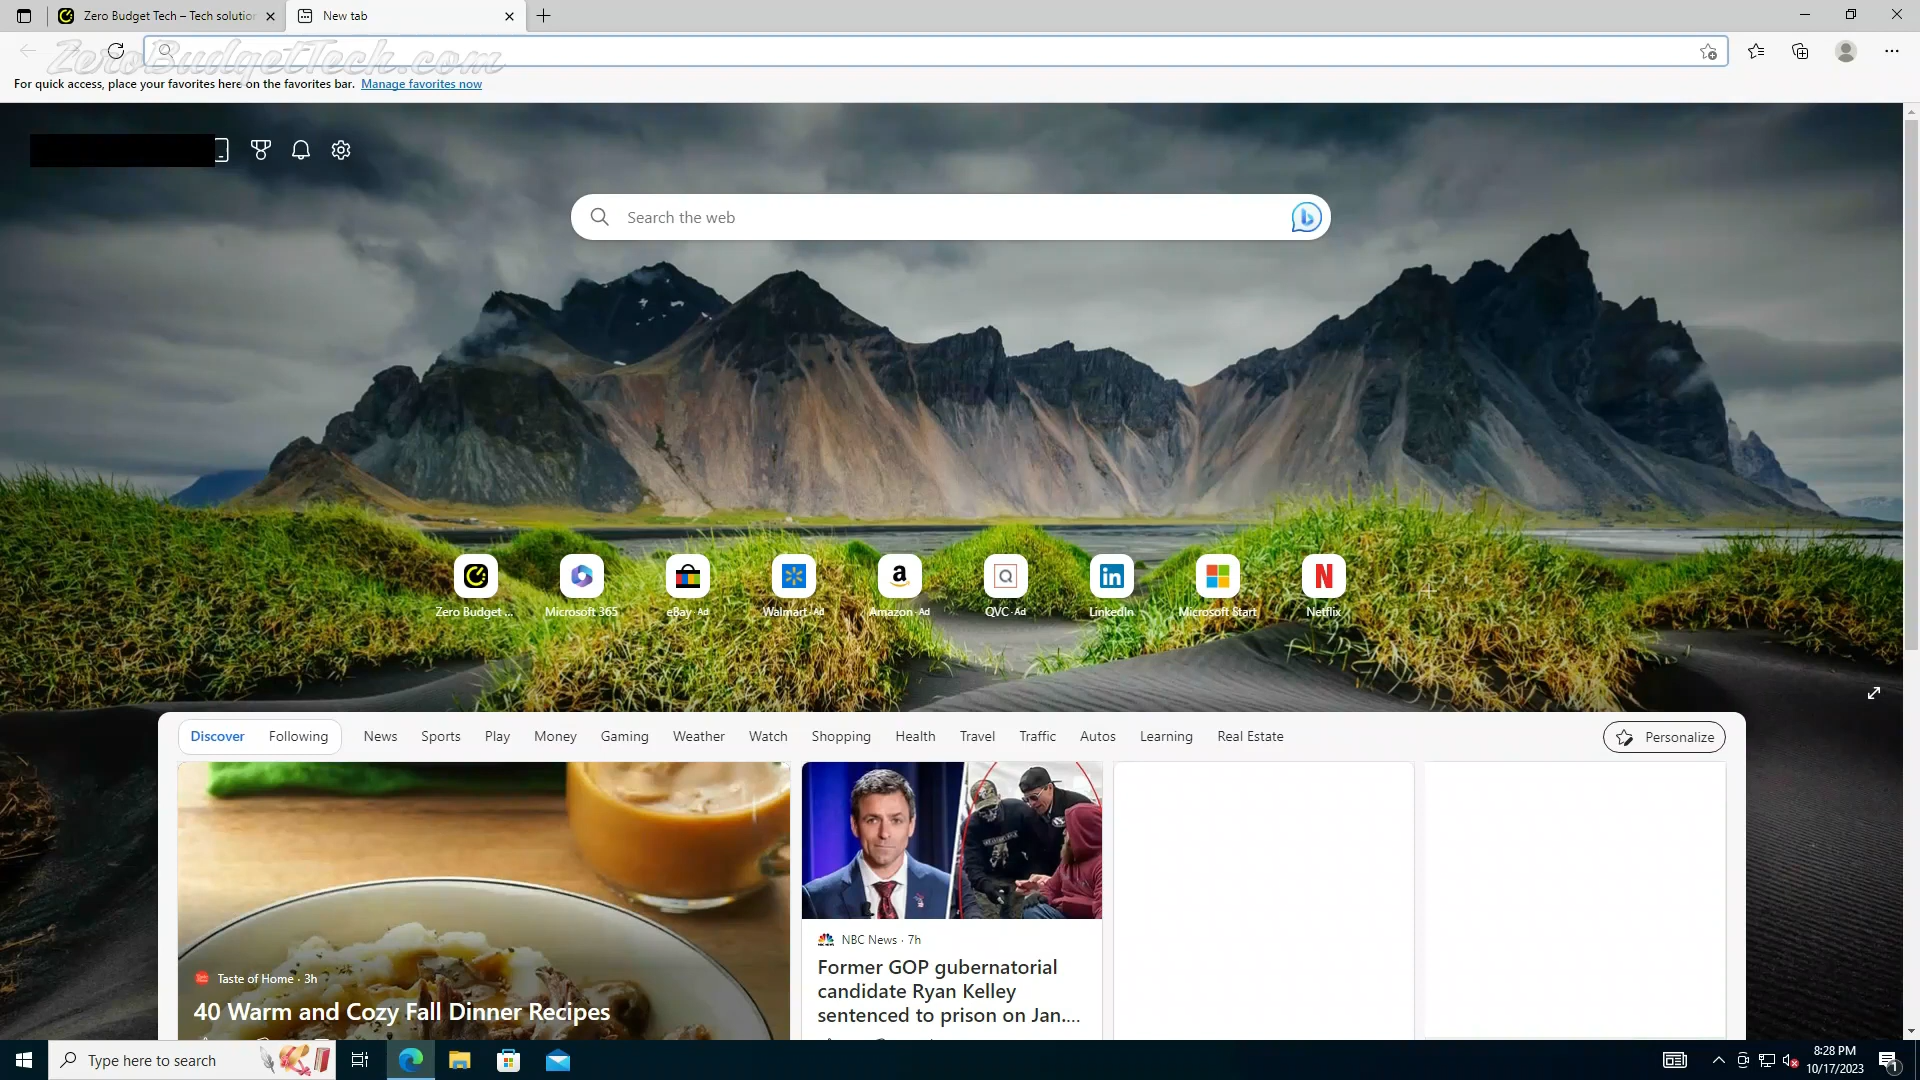 Zero Budget Tech – Tech solution
New tab
ZeroBudgetTech.com
For quick access, place your favorites here on the favorites bar. Manage favorites now
Search the web
Zero Budget ...
Microsoft 365
eBay · Ad
Walmart · Ad
Amazon · Ad
QVC · Ad
LinkedIn
Microsoft Start
Netflix
Discover
Following
News
Sports
Play
Money
Gaming
Weather
Watch
Shopping
Health
Travel
Traffic
Autos
Learning
Real Estate
Personalize
Taste of Home · 3h
40 Warm and Cozy Fall Dinner Recipes
NBC News · 7h
Former GOP gubernatorial
candidate Ryan Kelley
sentenced to prison on Jan....
Type here to search
8:28 PM
10/17/2023
1